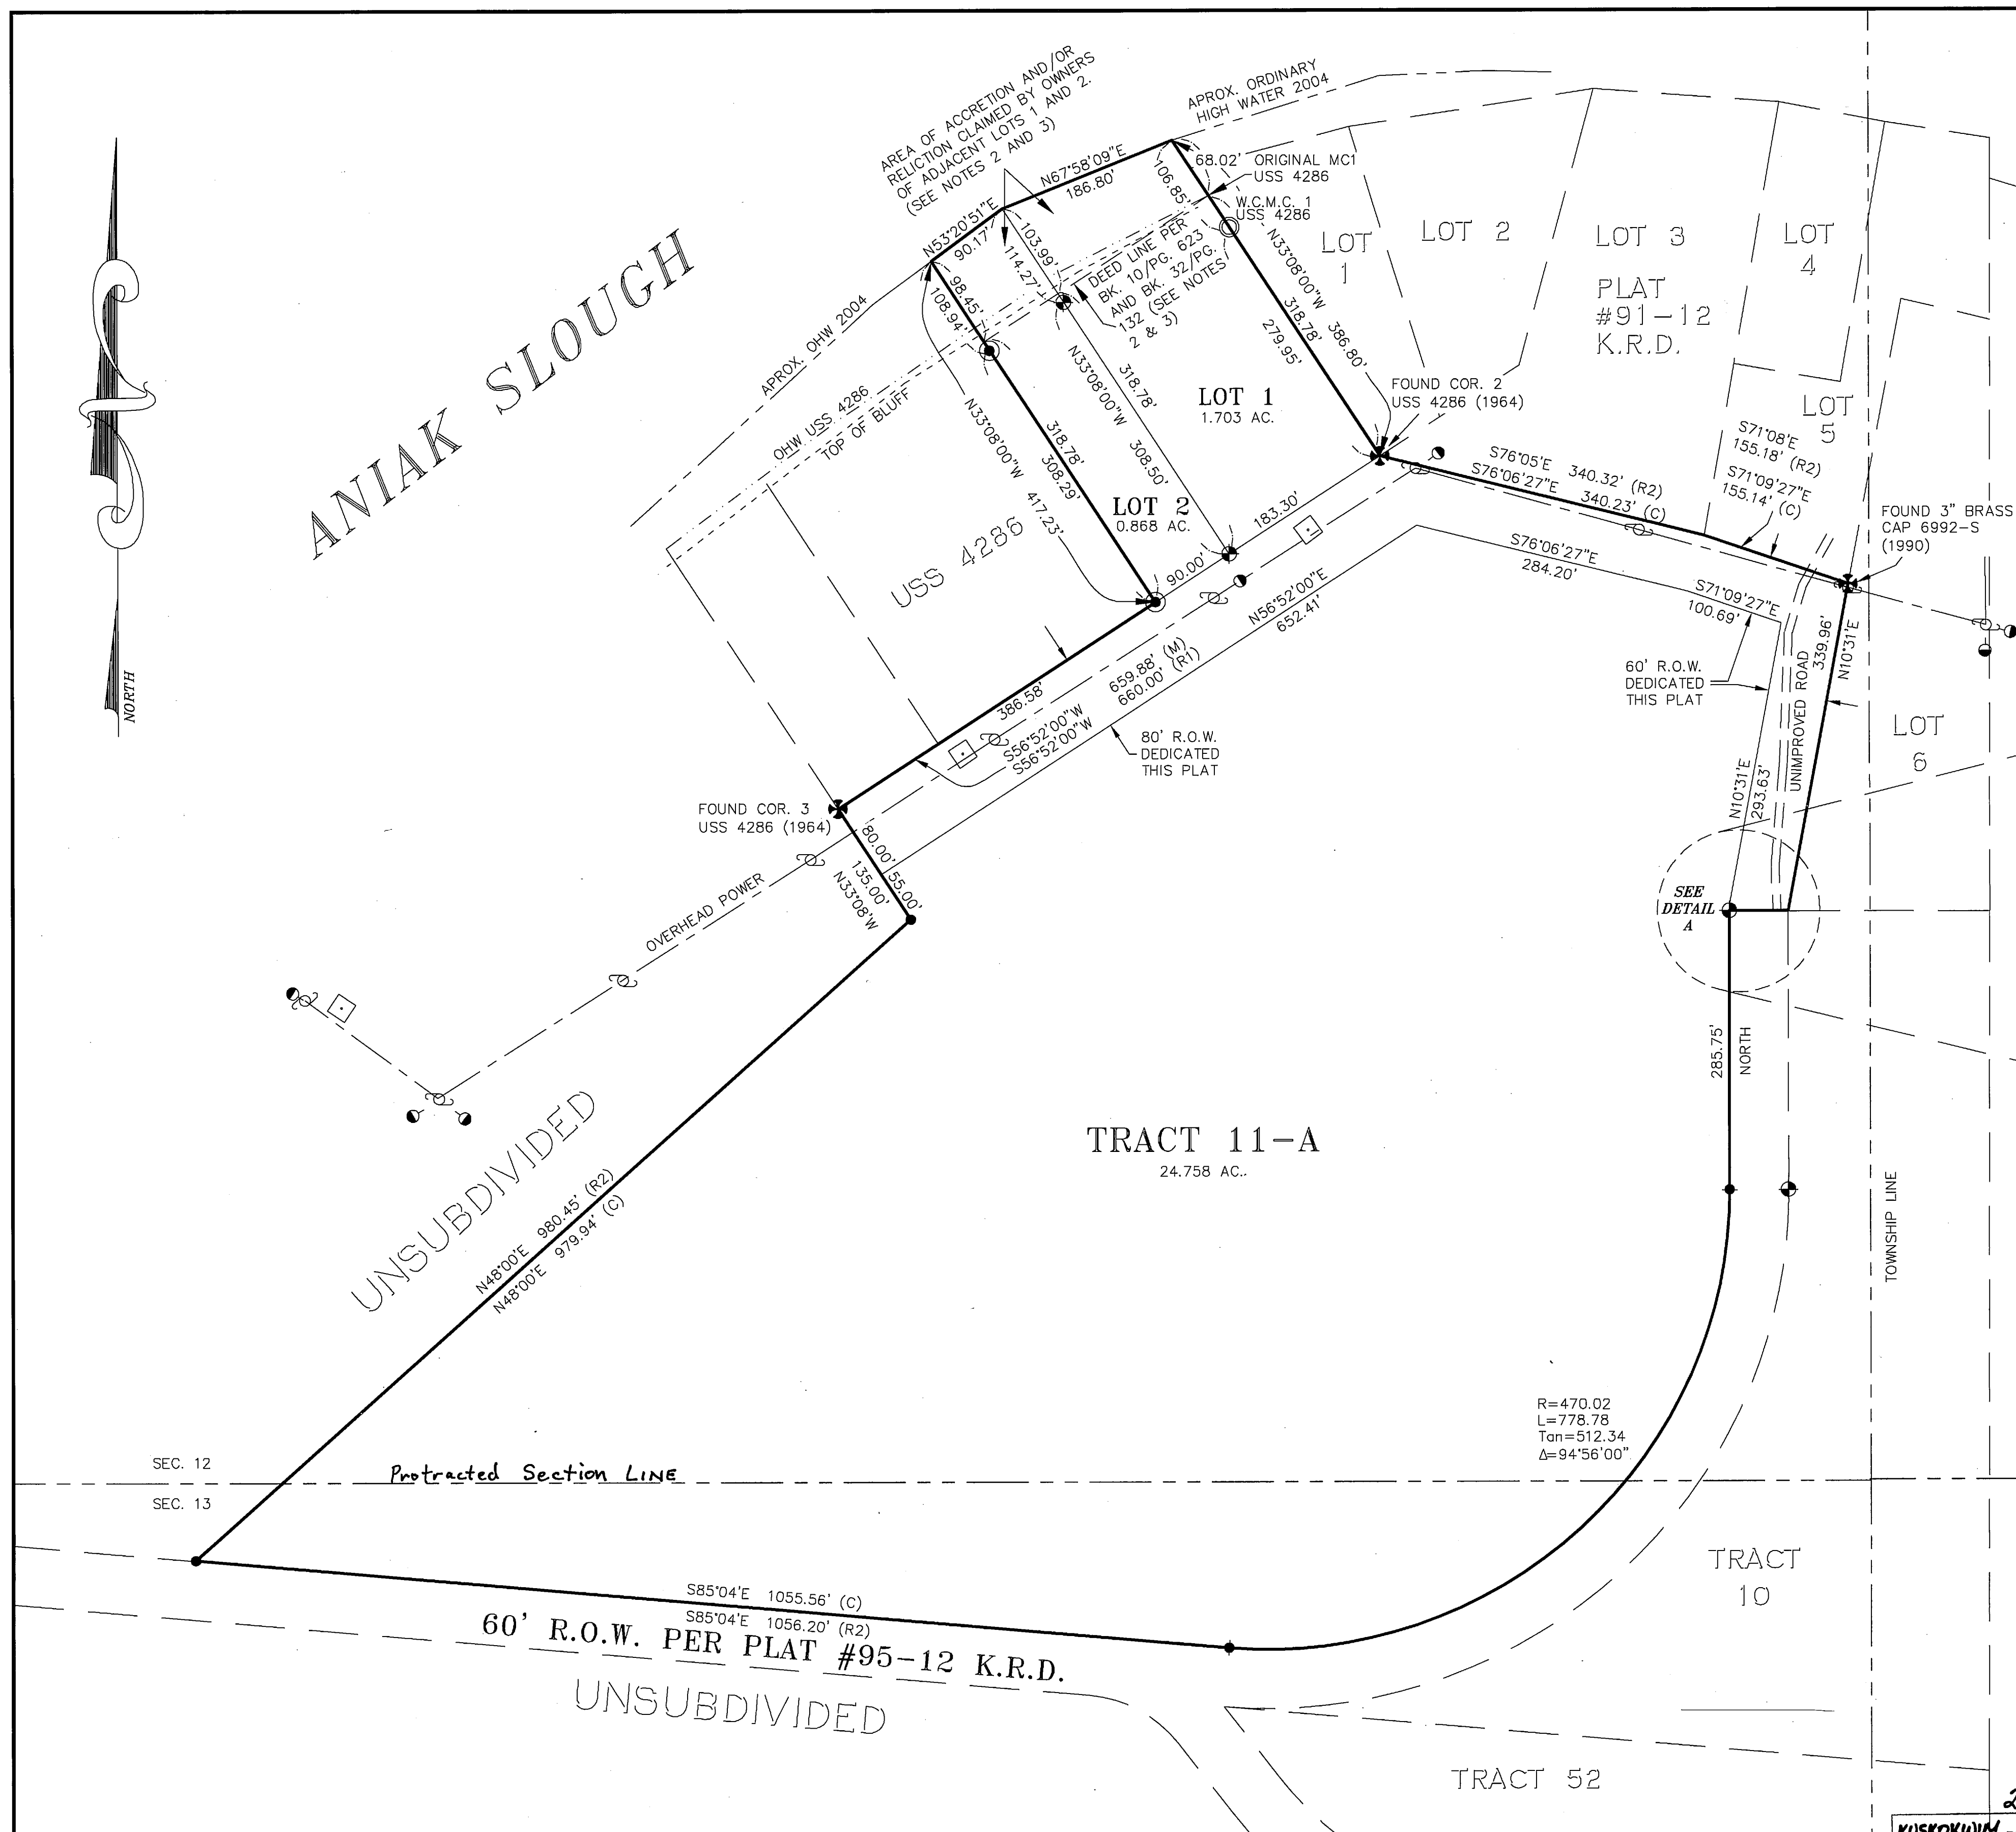 AREA OF ACCRETION AND/OR
RELICTION CLAIMED BY OWNERS
OF ADJACENT LOTS 1 AND 2.
(SEE NOTES 2 AND 3)
APROX. ORDINARY
HIGH WATER 2004
N67°58'09"E
186.80'
N53°20'51"E
90.17'
68.02'
ORIGINAL MC1
USS 4286
W.C.M.C. 1
USS 4286
106.85'
103.99'
114.27'
98.45'
108.94'
DEED LINE PER
BK. 10/PG. 623
AND BK. 32/PG.
132 (SEE NOTES
2 & 3)
N33°08'00"W 386.80'
318.78'
279.95'
LOT
1
LOT 2
LOT 3
PLAT
#91-12
K.R.D.
LOT
4
LOT
5
LOT
6
ANIAK SLOUGH
APROX. OHW 2004
OHW USS 4286
TOP OF BLUFF
N33°08'00"W 417.23'
318.78'
308.29'
318.78'
N33°08'00"W 308.50'
LOT 1
1.703 AC.
LOT 2
0.868 AC.
USS 4286
FOUND COR. 2
USS 4286 (1964)
S76°05'E 340.32' (R2)
S76°06'27"E 340.23' (C)
S71°08'E
155.18' (R2)
S71°09'27"E
155.14' (C)
FOUND 3" BRASS
CAP 6992-S
(1990)
183.30'
90.00'
S76°06'27"E
284.20'
S71°09'27"E
100.69'
N56°52'00"E
652.41'
386.58'
659.88' (M)
660.00' (R1)
S56°52'00"W
S56°52'00"W
80' R.O.W.
DEDICATED
THIS PLAT
60' R.O.W.
DEDICATED
THIS PLAT
339.96'
N10°31'E
UNIMPROVED ROAD
N10°31'E
293.63'
NORTH
FOUND COR. 3
USS 4286 (1964)
80.00'
55.00'
135.00'
N33°08'W
OVERHEAD POWER
SEE
DETAIL
A
285.75'
NORTH
TRACT 11-A
24.758 AC..
UNSUBDIVIDED
N48°00'E 980.45' (R2)
N48°00'E 979.94' (C)
TOWNSHIP LINE
R=470.02
L=778.78
Tan=512.34
Δ=94°56'00"
SEC. 12
Protracted Section LINE
SEC. 13
TRACT
10
S85°04'E 1055.56' (C)
S85°04'E 1056.20' (R2)
60' R.O.W. PER PLAT #95-12 K.R.D.
UNSUBDIVIDED
TRACT 52
2
KUSKOKWIM